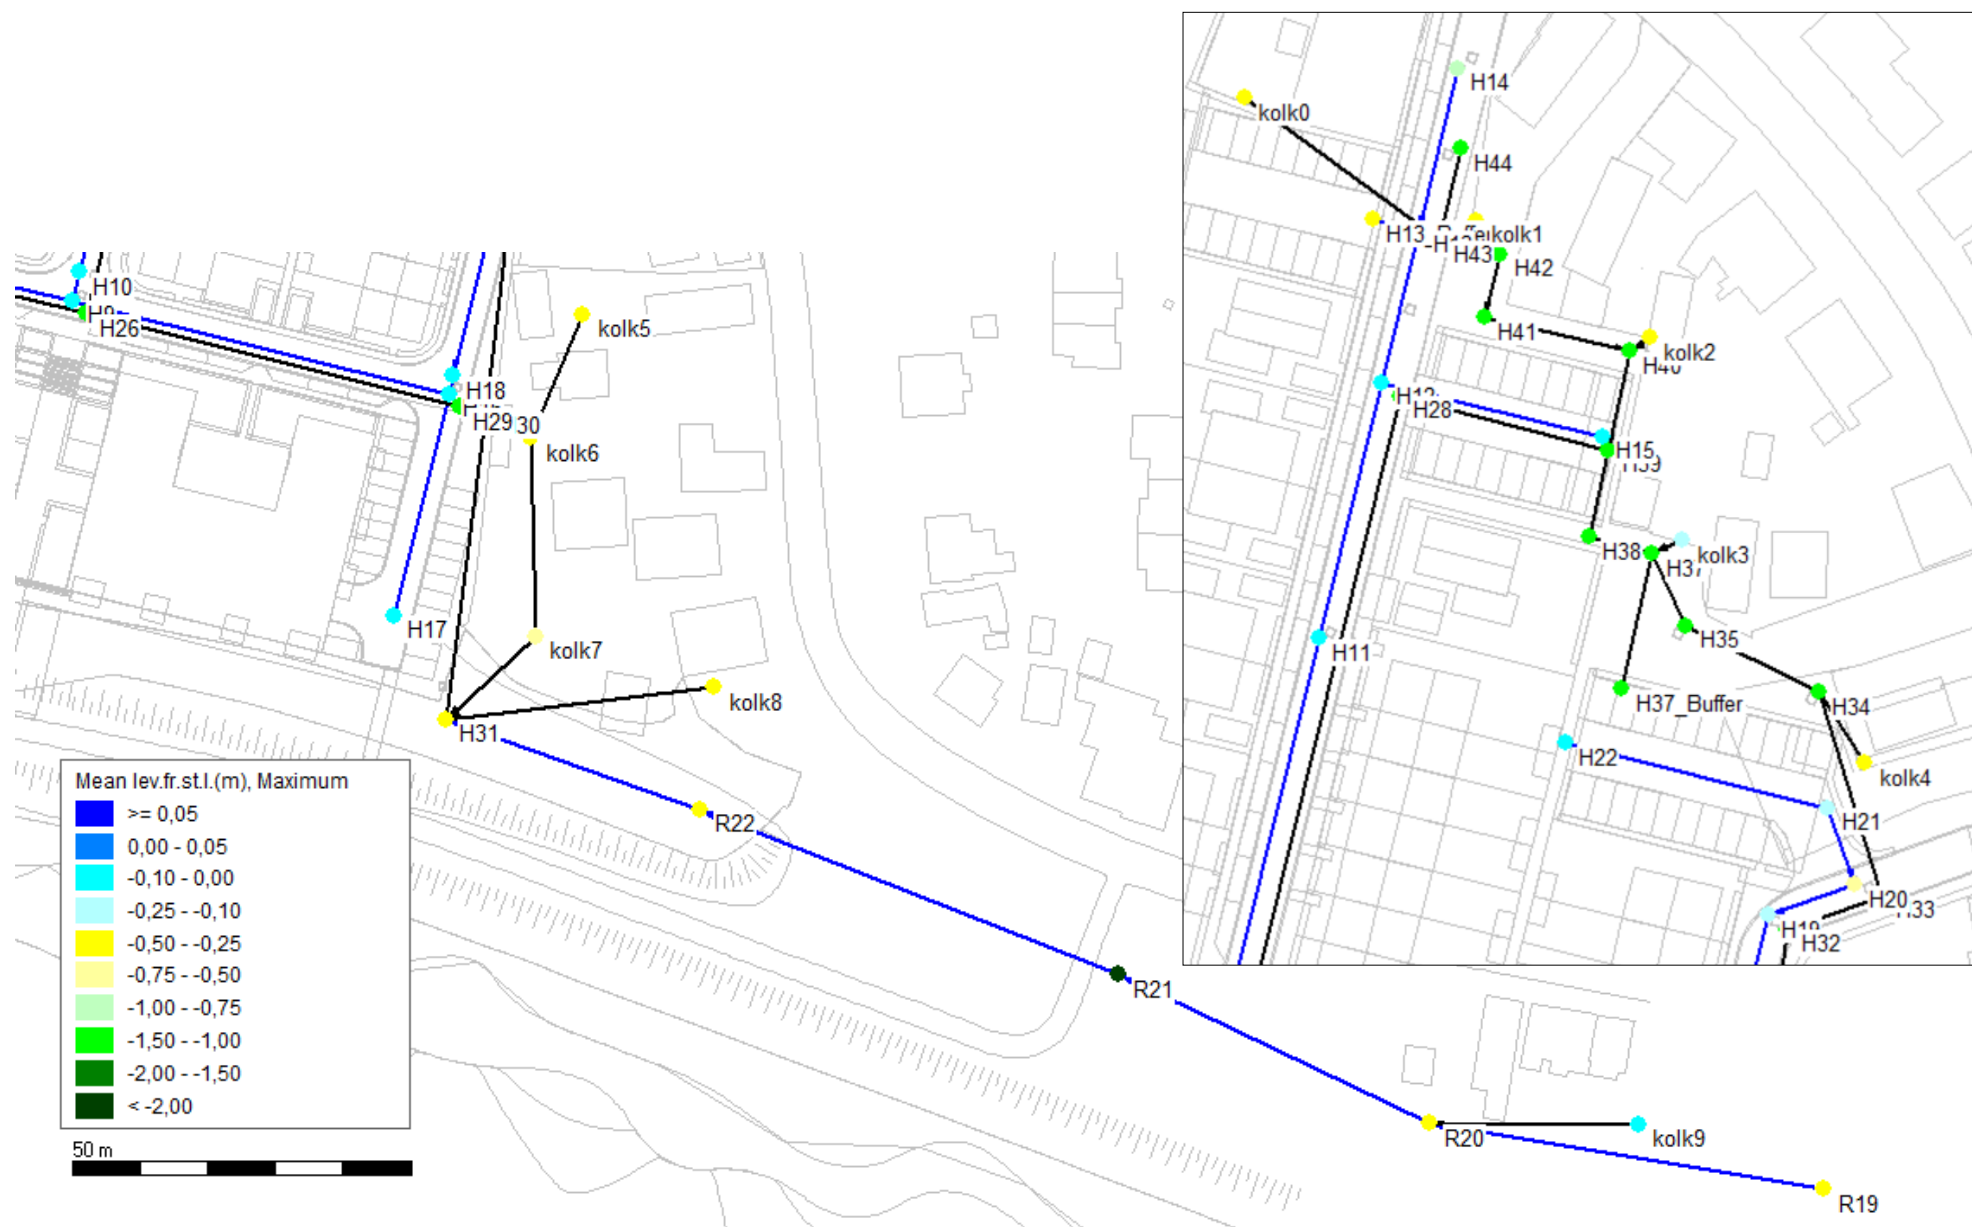 H14
kolk0
H44
H13
kolk1
H43
H42
H10
H26
kolk5
H41
kolk2
H40
H18
H28
H29
30
kolk6
H15
H38
kolk3
H37
H17
kolk7
H11
H35
kolk8
H37_Buffer
H34
H31
H22
kolk4
R22
H21
Mean lev.fr.st.l.(m), Maximum
>= 0,05
0,00 - 0,05
-0,10 - 0,00
-0,25 - -0,10
-0,50 - -0,25
-0,75 - -0,50
-1,00 - -0,75
-1,50 - -1,00
-2,00 - -1,50
< -2,00
H20
H32
R21
50 m
R20
kolk9
R19